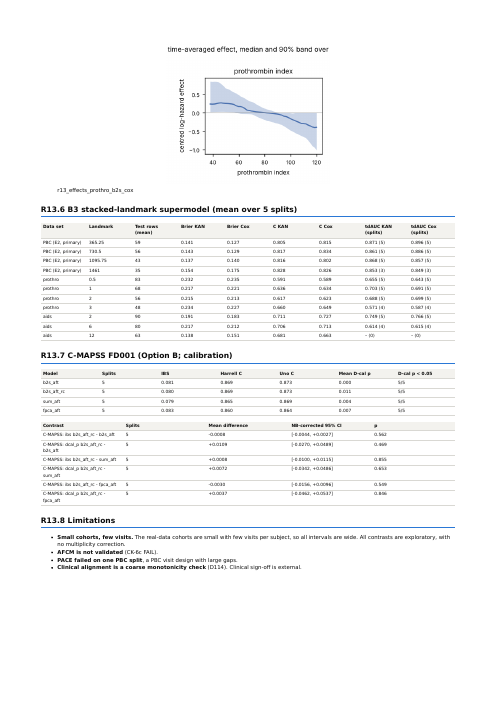 time-averaged effect, median and 90% band over
prothrombin index
centred log-hazard effect
0.5
0.0
−0.5
−1.0
40 60 80 100 120
prothrombin index
r13_effects_prothro_b2s_cox
R13.6 B3 stacked-landmark supermodel (mean over 5 splits)
Data set Landmark Test rows (mean) Brier KAN Brier Cox C KAN C Cox tdAUC KAN (splits) tdAUC Cox (splits)
PBC (E2, primary) 365.25 59 0.141 0.127 0.805 0.815 0.871 (5) 0.896 (5)
PBC (E2, primary) 730.5 56 0.143 0.129 0.817 0.834 0.861 (5) 0.886 (5)
PBC (E2, primary) 1095.75 43 0.137 0.140 0.816 0.802 0.868 (5) 0.857 (5)
PBC (E2, primary) 1461 35 0.154 0.175 0.828 0.826 0.853 (3) 0.849 (3)
prothro 0.5 83 0.232 0.235 0.591 0.589 0.655 (5) 0.643 (5)
prothro 1 68 0.217 0.221 0.636 0.634 0.703 (5) 0.691 (5)
prothro 2 56 0.215 0.213 0.617 0.623 0.688 (5) 0.699 (5)
prothro 3 48 0.234 0.227 0.660 0.649 0.571 (4) 0.587 (4)
aids 2 90 0.191 0.183 0.711 0.727 0.749 (5) 0.766 (5)
aids 6 80 0.217 0.212 0.706 0.713 0.614 (4) 0.615 (4)
aids 12 63 0.138 0.151 0.681 0.663 – (0) – (0)
R13.7 C-MAPSS FD001 (Option B; calibration)
Model Splits IBS Harrell C Uno C Mean D-cal p D-cal p < 0.05
b2s_aft 5 0.081 0.869 0.873 0.000 5/5
b2s_aft_rc 5 0.080 0.869 0.873 0.011 5/5
sum_aft 5 0.079 0.865 0.869 0.004 5/5
fpca_aft 5 0.083 0.860 0.864 0.007 5/5
Contrast Splits Mean difference NB-corrected 95% CI p
C-MAPSS: ibs b2s_aft_rc - b2s_aft 5 -0.0008 [-0.0044, +0.0027] 0.562
C-MAPSS: dcal_p b2s_aft_rc - b2s_aft 5 +0.0109 [-0.0270, +0.0489] 0.469
C-MAPSS: ibs b2s_aft_rc - sum_aft 5 +0.0008 [-0.0100, +0.0115] 0.855
C-MAPSS: dcal_p b2s_aft_rc - sum_aft 5 +0.0072 [-0.0342, +0.0486] 0.653
C-MAPSS: ibs b2s_aft_rc - fpca_aft 5 -0.0030 [-0.0156, +0.0096] 0.549
C-MAPSS: dcal_p b2s_aft_rc - fpca_aft 5 +0.0037 [-0.0462, +0.0537] 0.846
R13.8 Limitations
• Small cohorts, few visits. The real-data cohorts are small with few visits per subject, so all intervals are wide. All contrasts are exploratory, with
no multiplicity correction.
• AFCM is not validated (CK-6c FAIL).
• PACE failed on one PBC split, a PBC visit design with large gaps.
• Clinical alignment is a coarse monotonicity check (D114). Clinical sign-off is external.